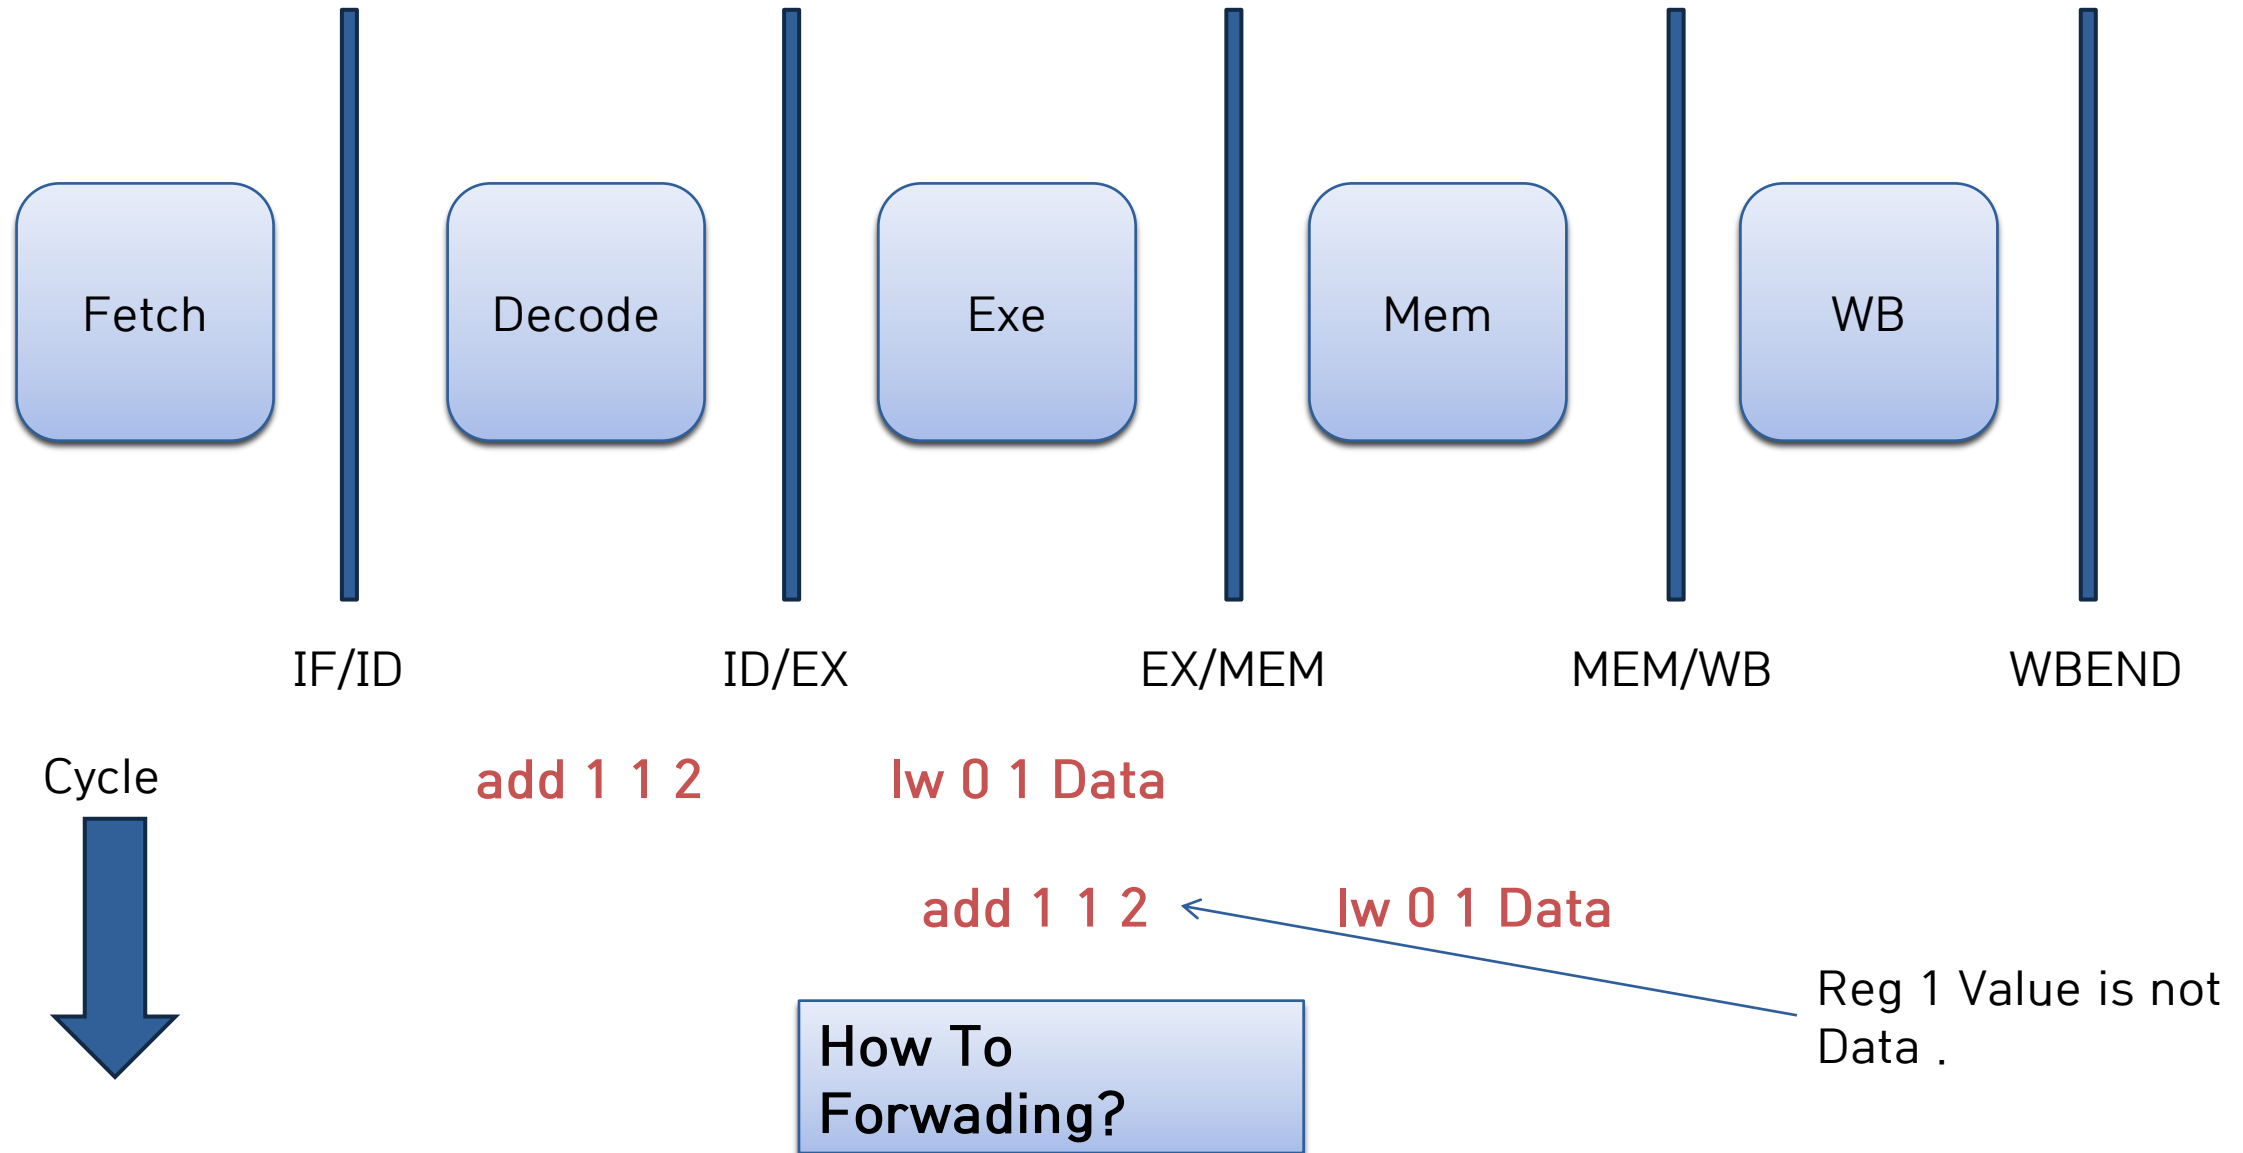 Fetch
Decode
Exe
Mem
WB
IF/ID
ID/EX
EX/MEM
MEM/WB
WBEND
Cycle
add 1 1 2
lw 0 1 Data
add 1 1 2
lw 0 1 Data
Reg 1 Value is not
Data .
How To
Forwading?